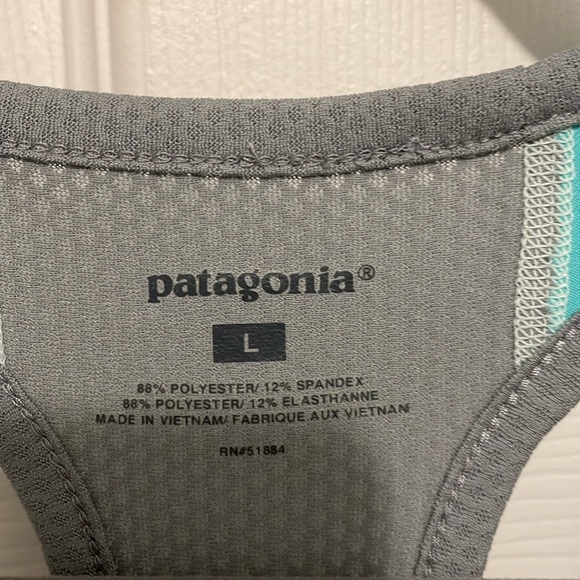 patagonia®
L
88% POLYESTER/ 12% SPANDEX
88% POLYESTER/ 12% ELASTHANNE
MADE IN VIETNAM/ FABRIQUE AUX VIETNAM
RN#51884